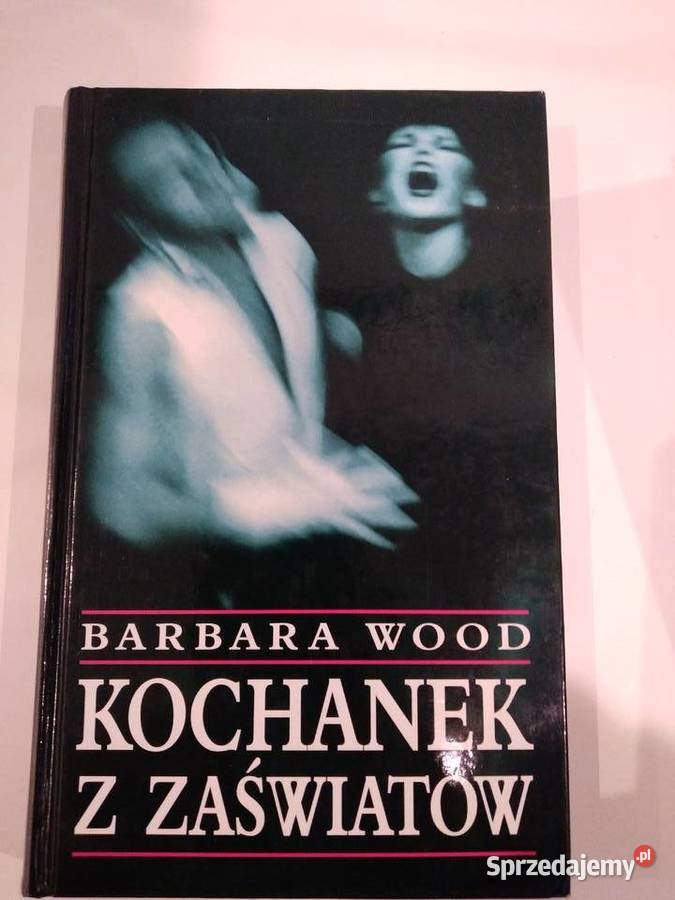 BARBARA WOOD
KOCHANEK
Z ZAŚWIATÓW
Sprzedajemy.pl